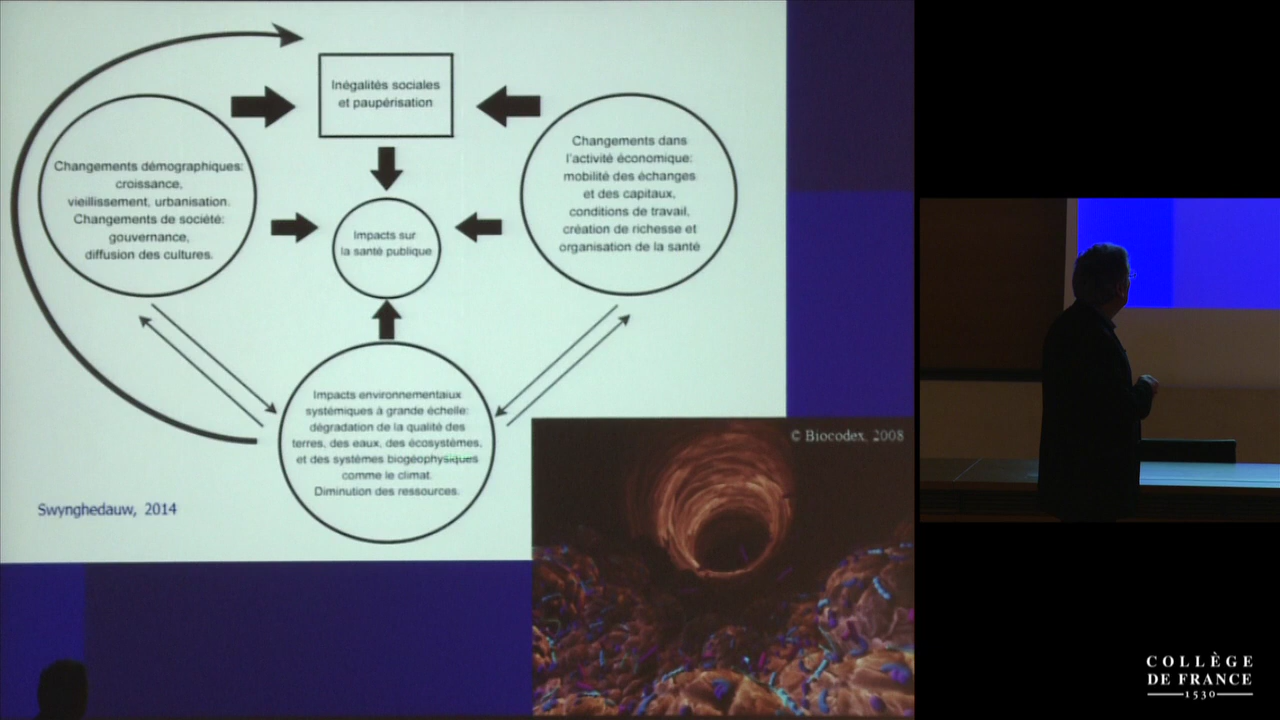 Inégalités sociales
et paupérisation
Changements démographiques:
croissance,
vieillissement, urbanisation.
Changements de société:
gouvernance,
diffusion des cultures.
Changements dans
l'activité économique:
mobilité des échanges
et des capitaux,
conditions de travail,
création de richesse et
organisation de la santé
Impacts sur
la santé publique
Impacts environnementaux
systémiques à grande échelle:
dégradation de la qualité des
terres, des eaux, des écosystèmes,
et des systèmes biogéophysiques
comme le climat.
Diminution des ressources.
Swynghedauw, 2014
© Biocodex, 2008
COLLÈGE
DE FRANCE
1530